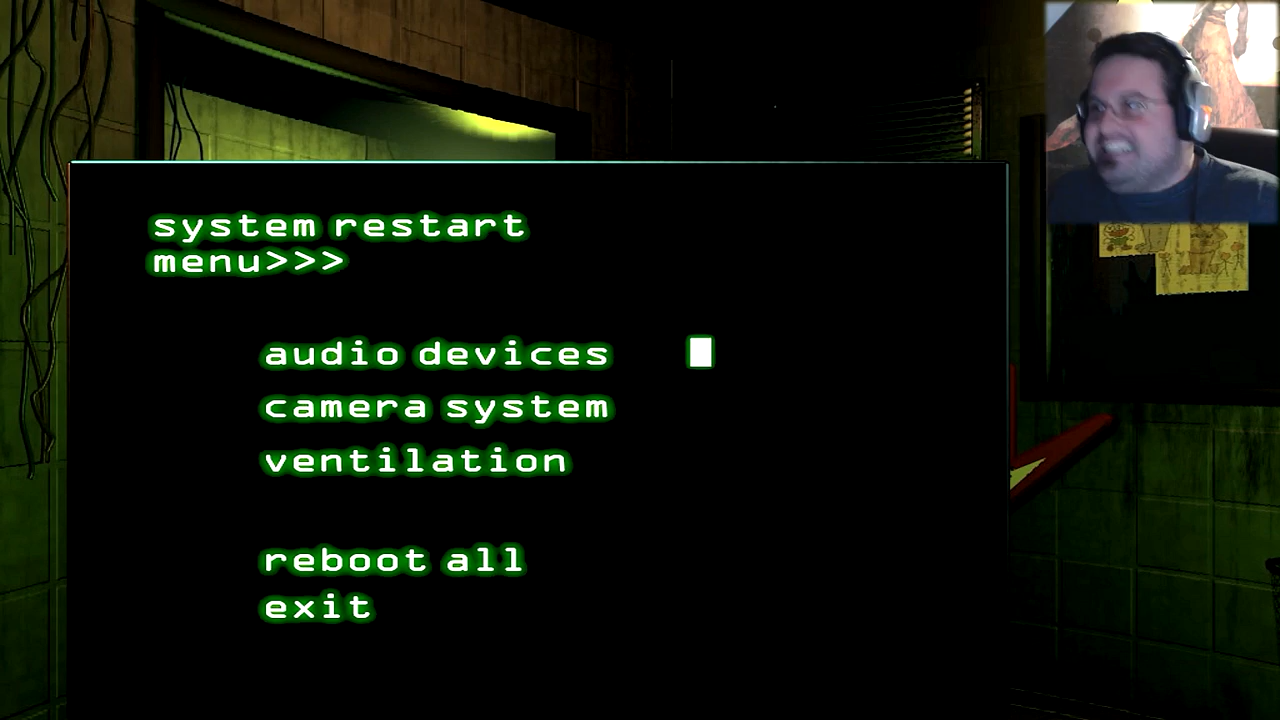 system restart
menu>>>
audio devices
camera system
ventilation
reboot all
exit